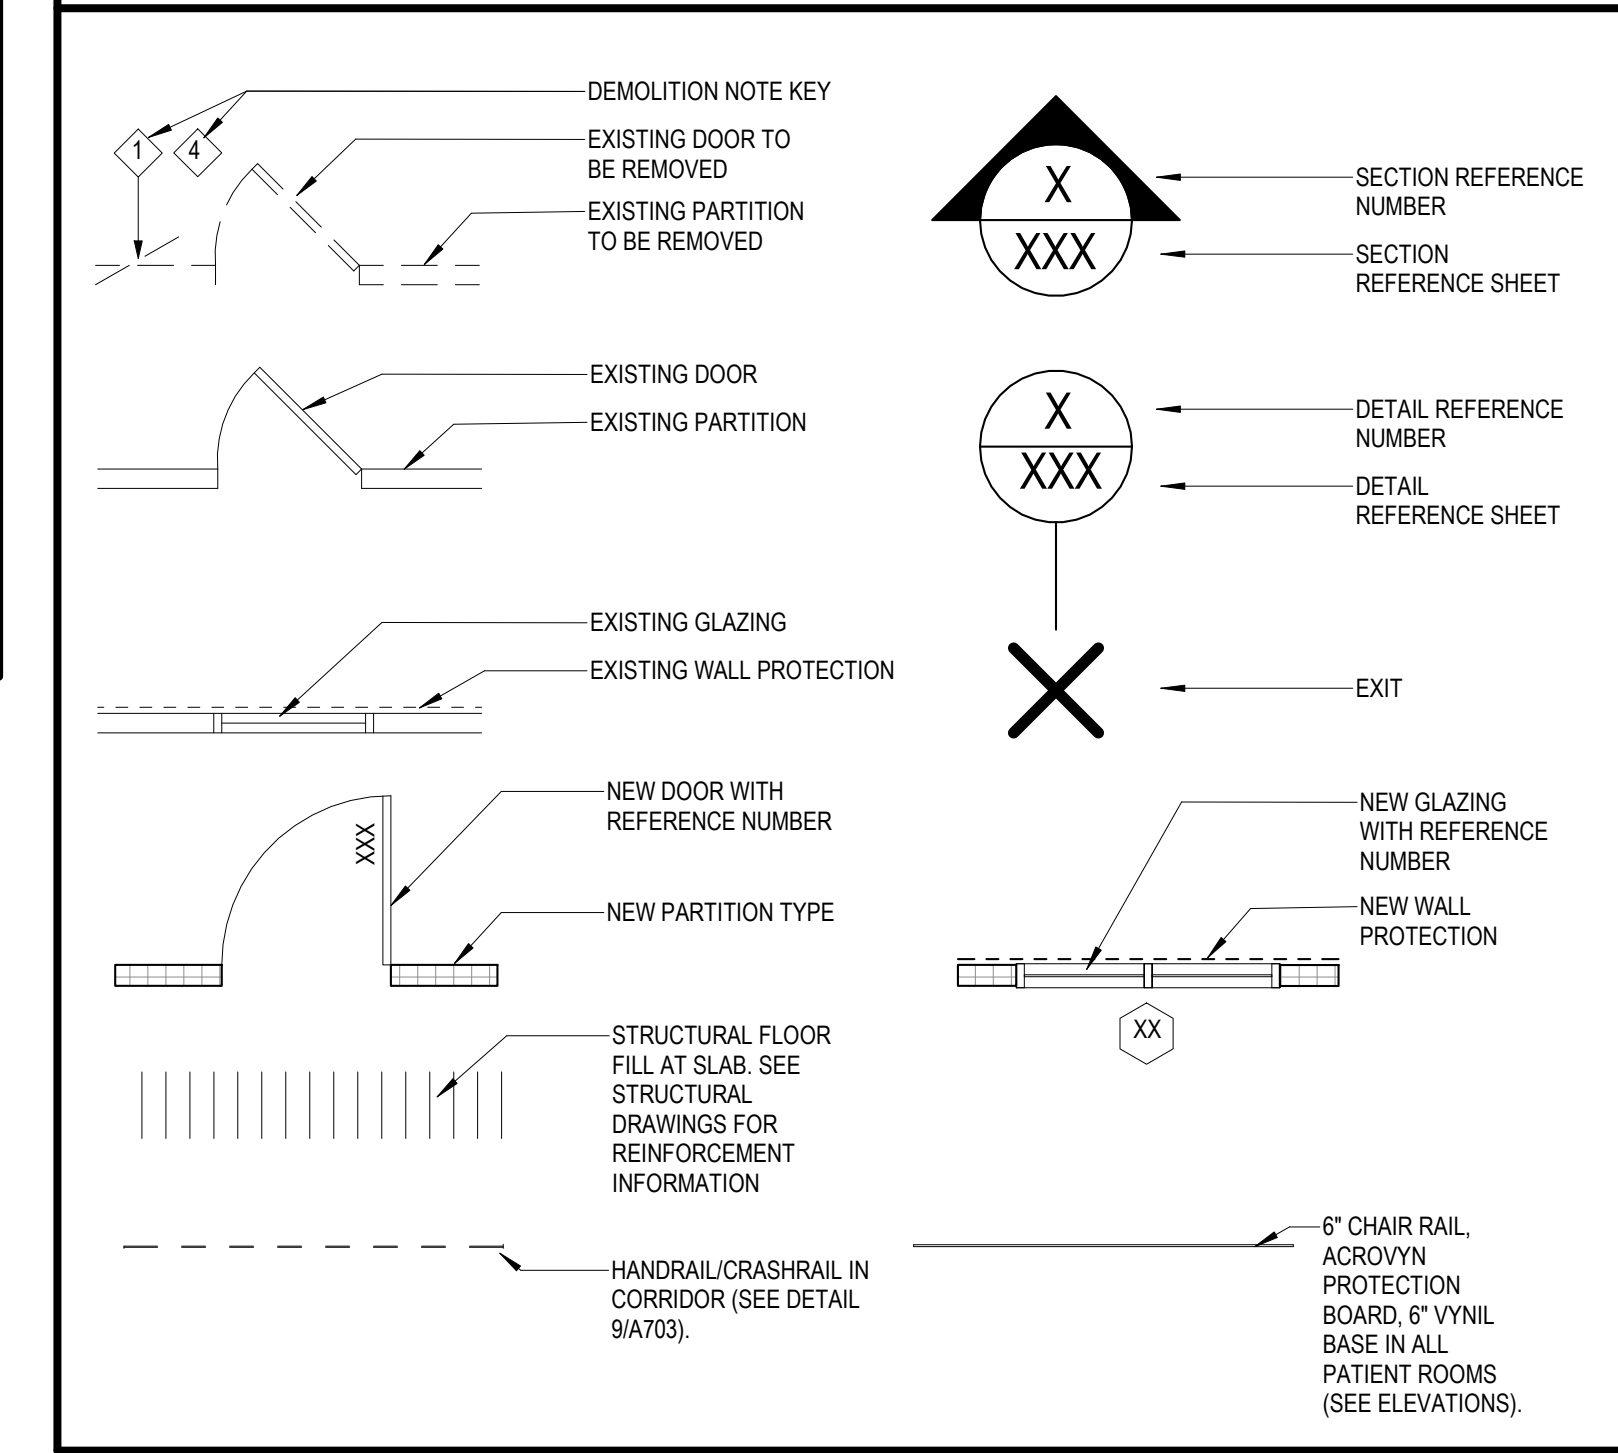 DEMOLITION NOTE KEY
1
4
EXISTING DOOR TO
BE REMOVED
EXISTING PARTITION
TO BE REMOVED
EXISTING DOOR
EXISTING PARTITION
EXISTING GLAZING
EXISTING WALL PROTECTION
NEW DOOR WITH
REFERENCE NUMBER
XXX
NEW PARTITION TYPE
STRUCTURAL FLOOR
FILL AT SLAB. SEE
STRUCTURAL
DRAWINGS FOR
REINFORCEMENT
INFORMATION
HANDRAIL/CRASHRAIL IN
CORRIDOR (SEE DETAIL
9/A703).
X
XXX
SECTION REFERENCE
NUMBER
SECTION
REFERENCE SHEET
X
XXX
DETAIL REFERENCE
NUMBER
DETAIL
REFERENCE SHEET
EXIT
NEW GLAZING
WITH REFERENCE
NUMBER
NEW WALL
PROTECTION
XX
6" CHAIR RAIL,
ACROVYN
PROTECTION
BOARD, 6" VYNIL
BASE IN ALL
PATIENT ROOMS
(SEE ELEVATIONS).